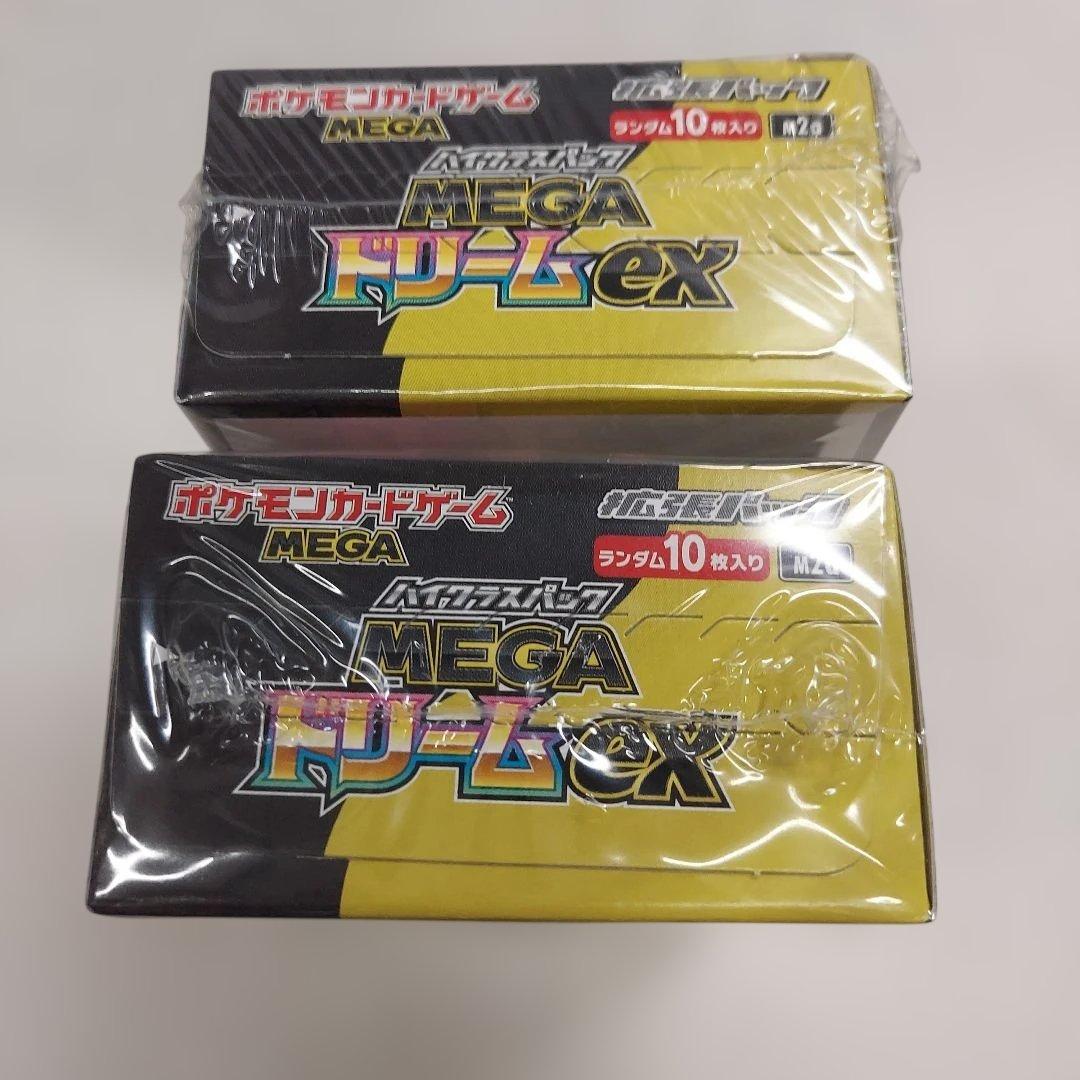 ポケモンカードゲーム
MEGA
拡張パック
ランダム10枚入り
M2a
ハイクラスパック
MEGA
ドリームex
ポケモンカードゲーム
MEGA
拡張パック
ランダム10枚入り
M2a
ハイクラスパック
MEGA
ドリームex